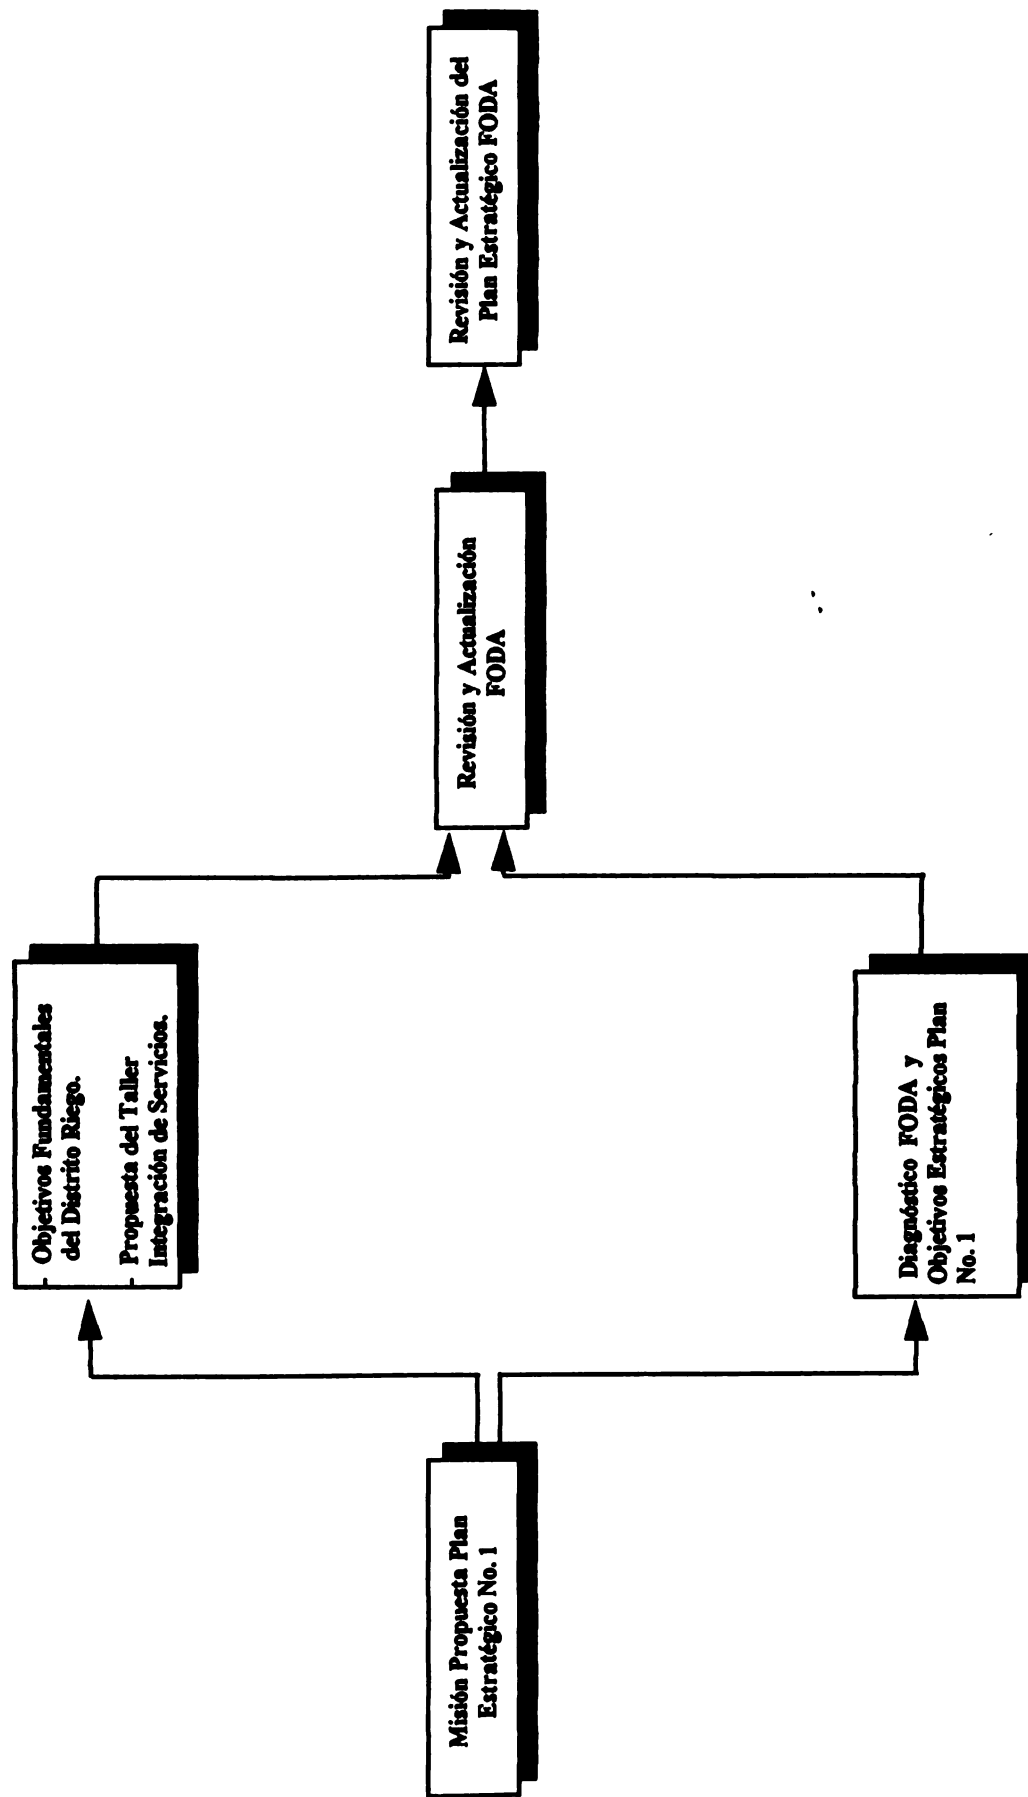 Misión Propuesta Plan
Estratégico No. 1
- Objetivos Fundamentales
del Distrito Riego.
- Propuesta del Taller
Integración de Servicios.
Diagnóstico FODA y
Objetivos Estratégicos Plan
No. 1
Revisión y Actualización
FODA
Revisión y Actualización del
Plan Estratégico FODA